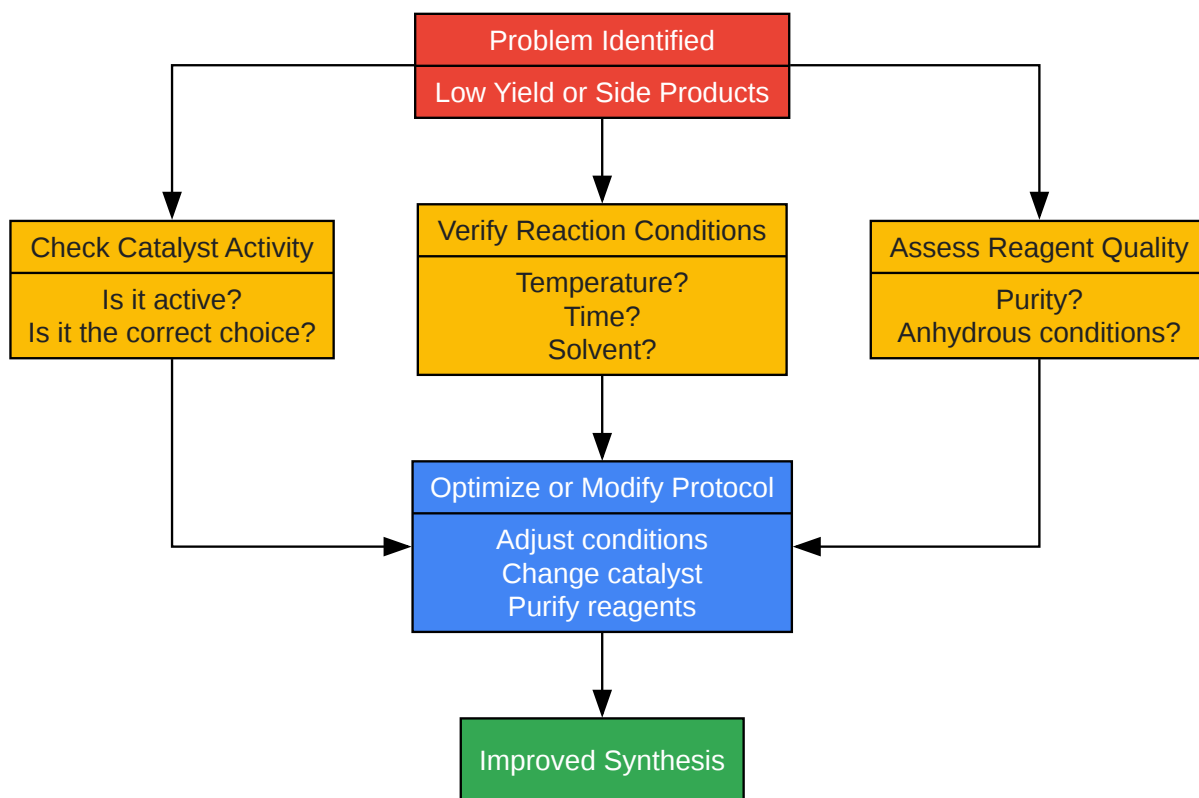 Problem Identified
Low Yield or Side Products
Check Catalyst Activity
Is it active?
Is it the correct choice?
Verify Reaction Conditions
Temperature?
Time?
Solvent?
Assess Reagent Quality
Purity?
Anhydrous conditions?
Optimize or Modify Protocol
Adjust conditions
Change catalyst
Purify reagents
Improved Synthesis